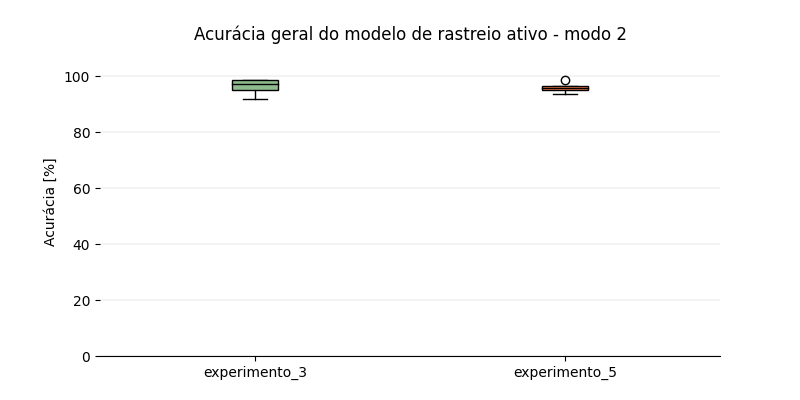 Acurácia geral do modelo de rastreio ativo - modo 2
Acurácia [%]
100
80
60
40
20
0
experimento_3
experimento_5